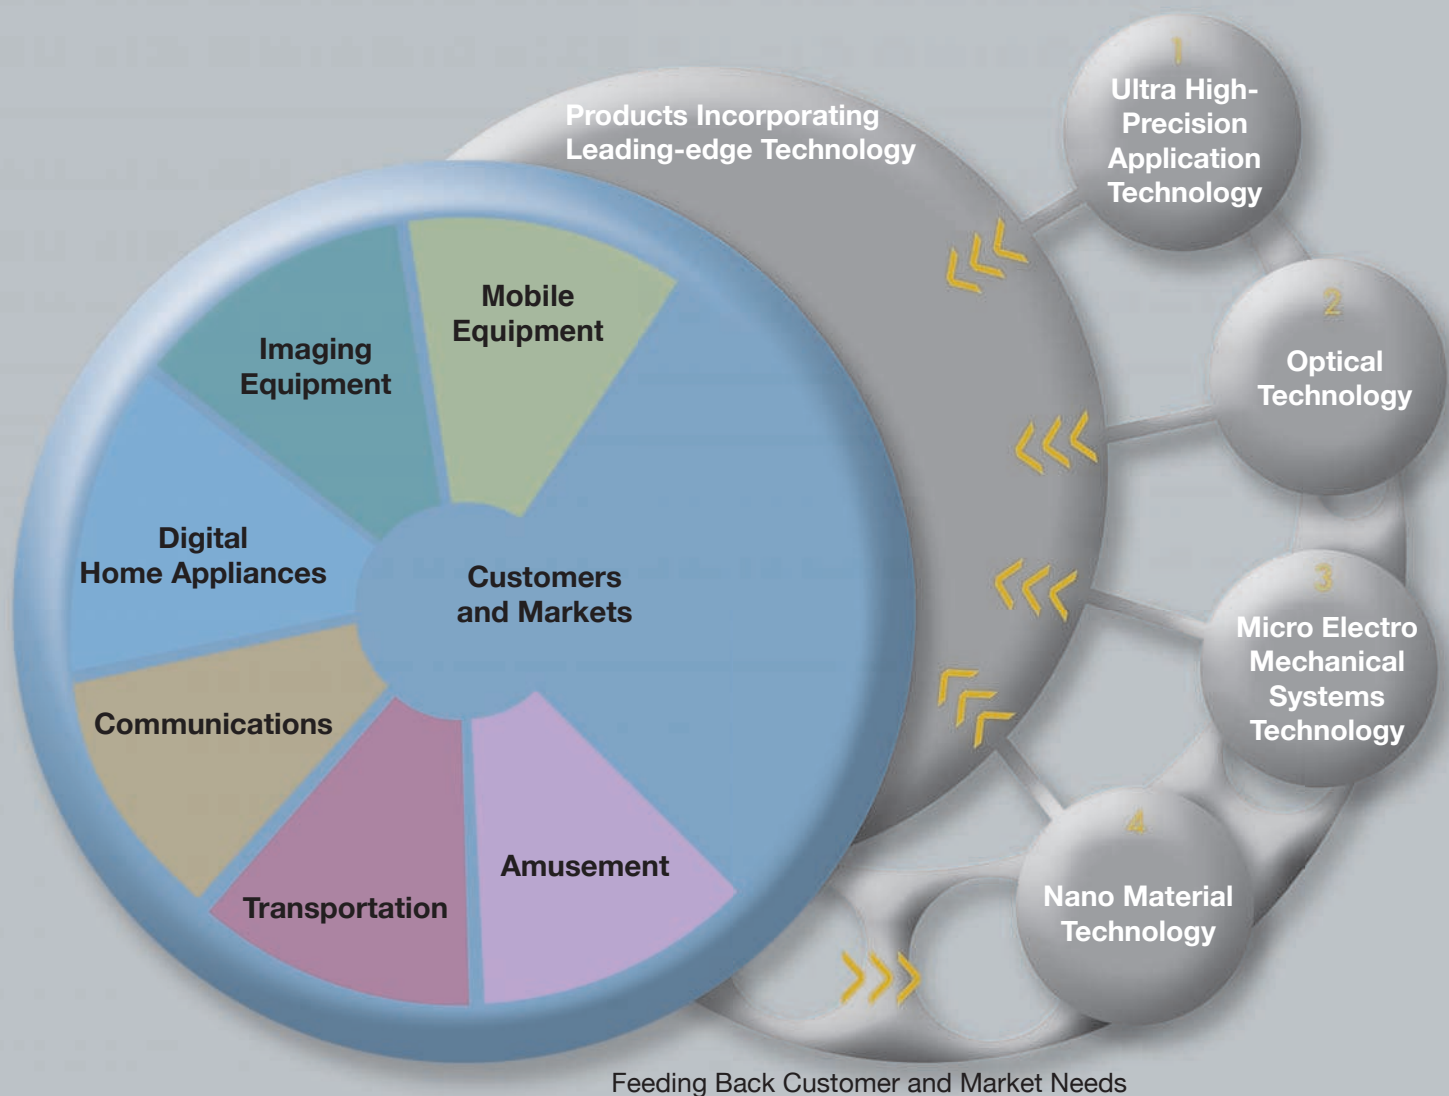 Products Incorporating
Leading-edge Technology
1
Ultra High-
Precision
Application
Technology
2
Optical
Technology
3
Micro Electro
Mechanical
Systems
Technology
4
Nano Material
Technology
Mobile
Equipment
Imaging
Equipment
Digital
Home Appliances
Customers
and Markets
Communications
Transportation
Amusement
Feeding Back Customer and Market Needs